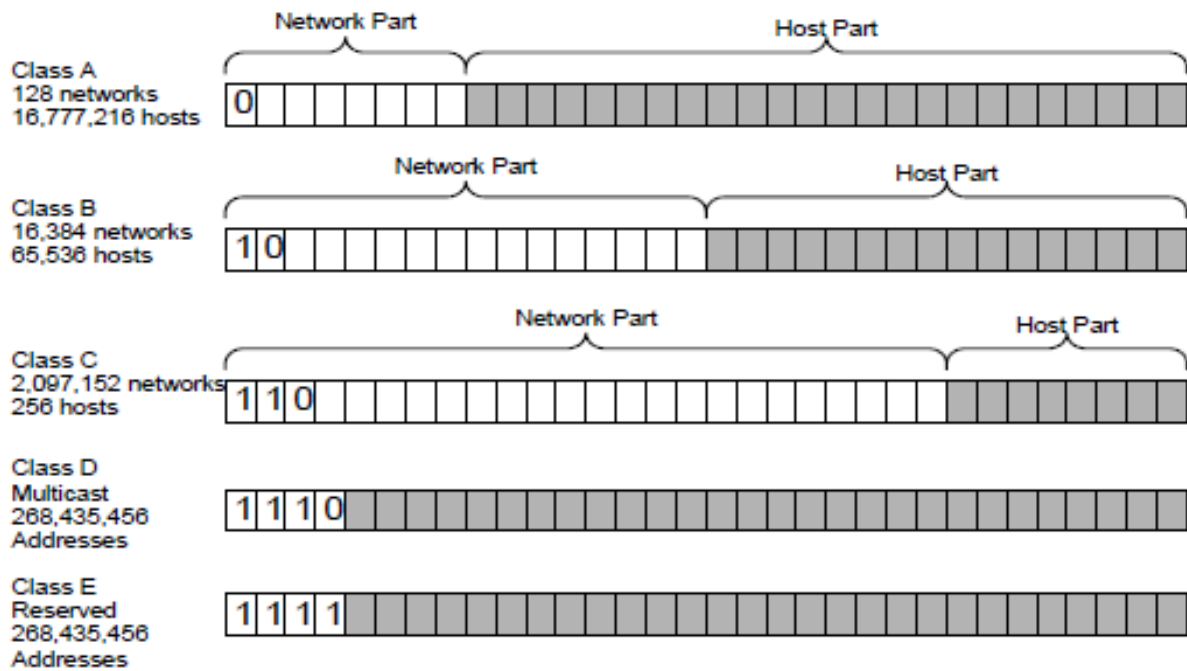 Network Part
Host Part
Class A
128 networks
16,777,216 hosts
0
Network Part
Host Part
Class B
16,384 networks
65,536 hosts
1 0
Network Part
Host Part
Class C
2,097,152 networks
256 hosts
1 1 0
Class D
Multicast
268,435,456
Addresses
1 1 1 0
Class E
Reserved
268,435,456
Addresses
1 1 1 1